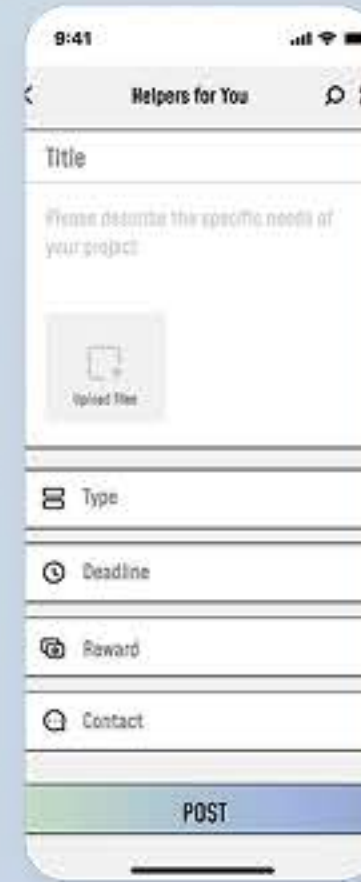 9:41
Helpers for You
Title
Please describe the specific needs of
your project
Upload files
Type
Deadline
Reward
Contact
POST